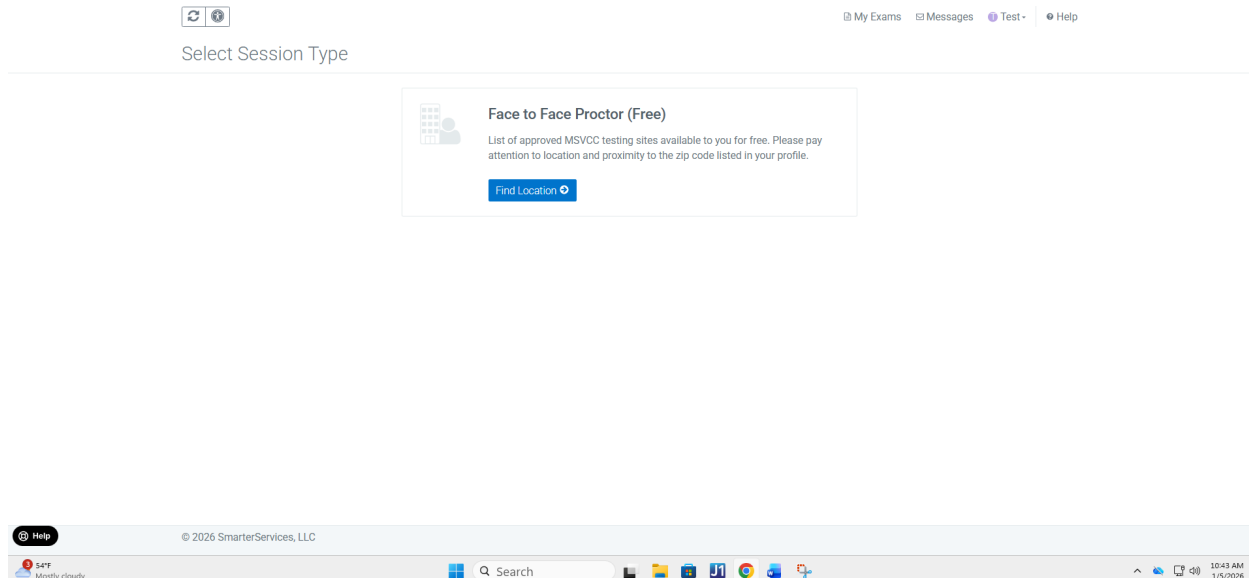 My Exams Messages Test Help
Select Session Type
Face to Face Proctor (Free)
List of approved MSVCC testing sites available to you for free. Please pay
attention to location and proximity to the zip code listed in your profile.
Find Location
Help
© 2026 SmarterServices, LLC
3
54°F
Mostly cloudy
Search
J1
10:43 AM
1/5/2026